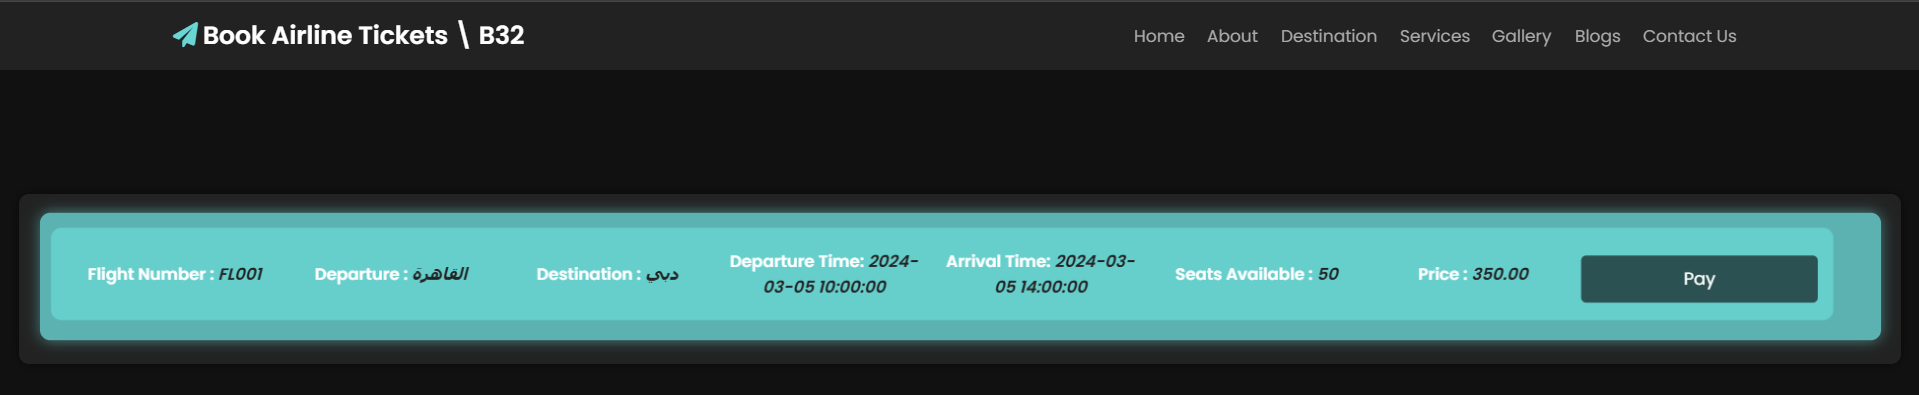 Book Airline Tickets \ B32
Home About Destination Services Gallery Blogs Contact Us
Flight Number : FL001
Departure : القاهرة
Destination : دبي
Departure Time: 2024-
03-05 10:00:00
Arrival Time: 2024-03-
05 14:00:00
Seats Available : 50
Price : 350.00
Pay